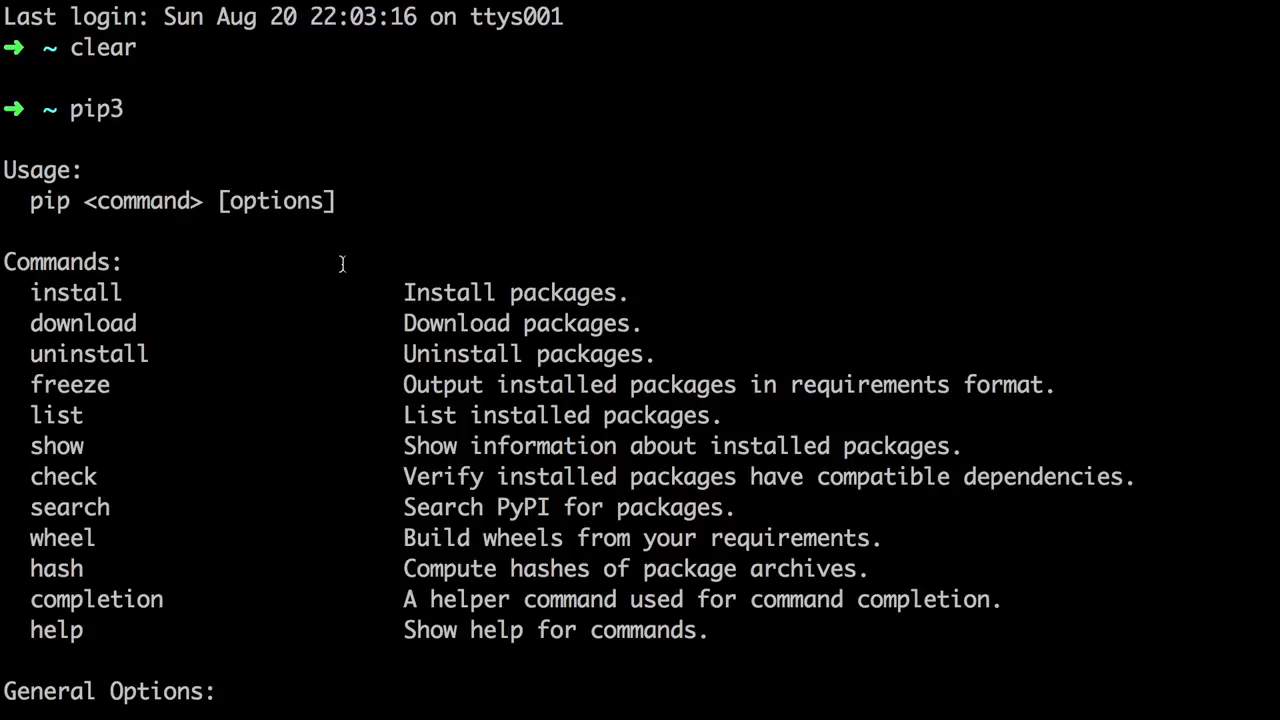 Last login: Sun Aug 20 22:03:16 on ttys001
➜ ~ clear
➜ ~ pip3
Usage:
pip <command> [options]
Commands:
install Install packages.
download Download packages.
uninstall Uninstall packages.
freeze Output installed packages in requirements format.
list List installed packages.
show Show information about installed packages.
check Verify installed packages have compatible dependencies.
search Search PyPI for packages.
wheel Build wheels from your requirements.
hash Compute hashes of package archives.
completion A helper command used for command completion.
help Show help for commands.
General Options: